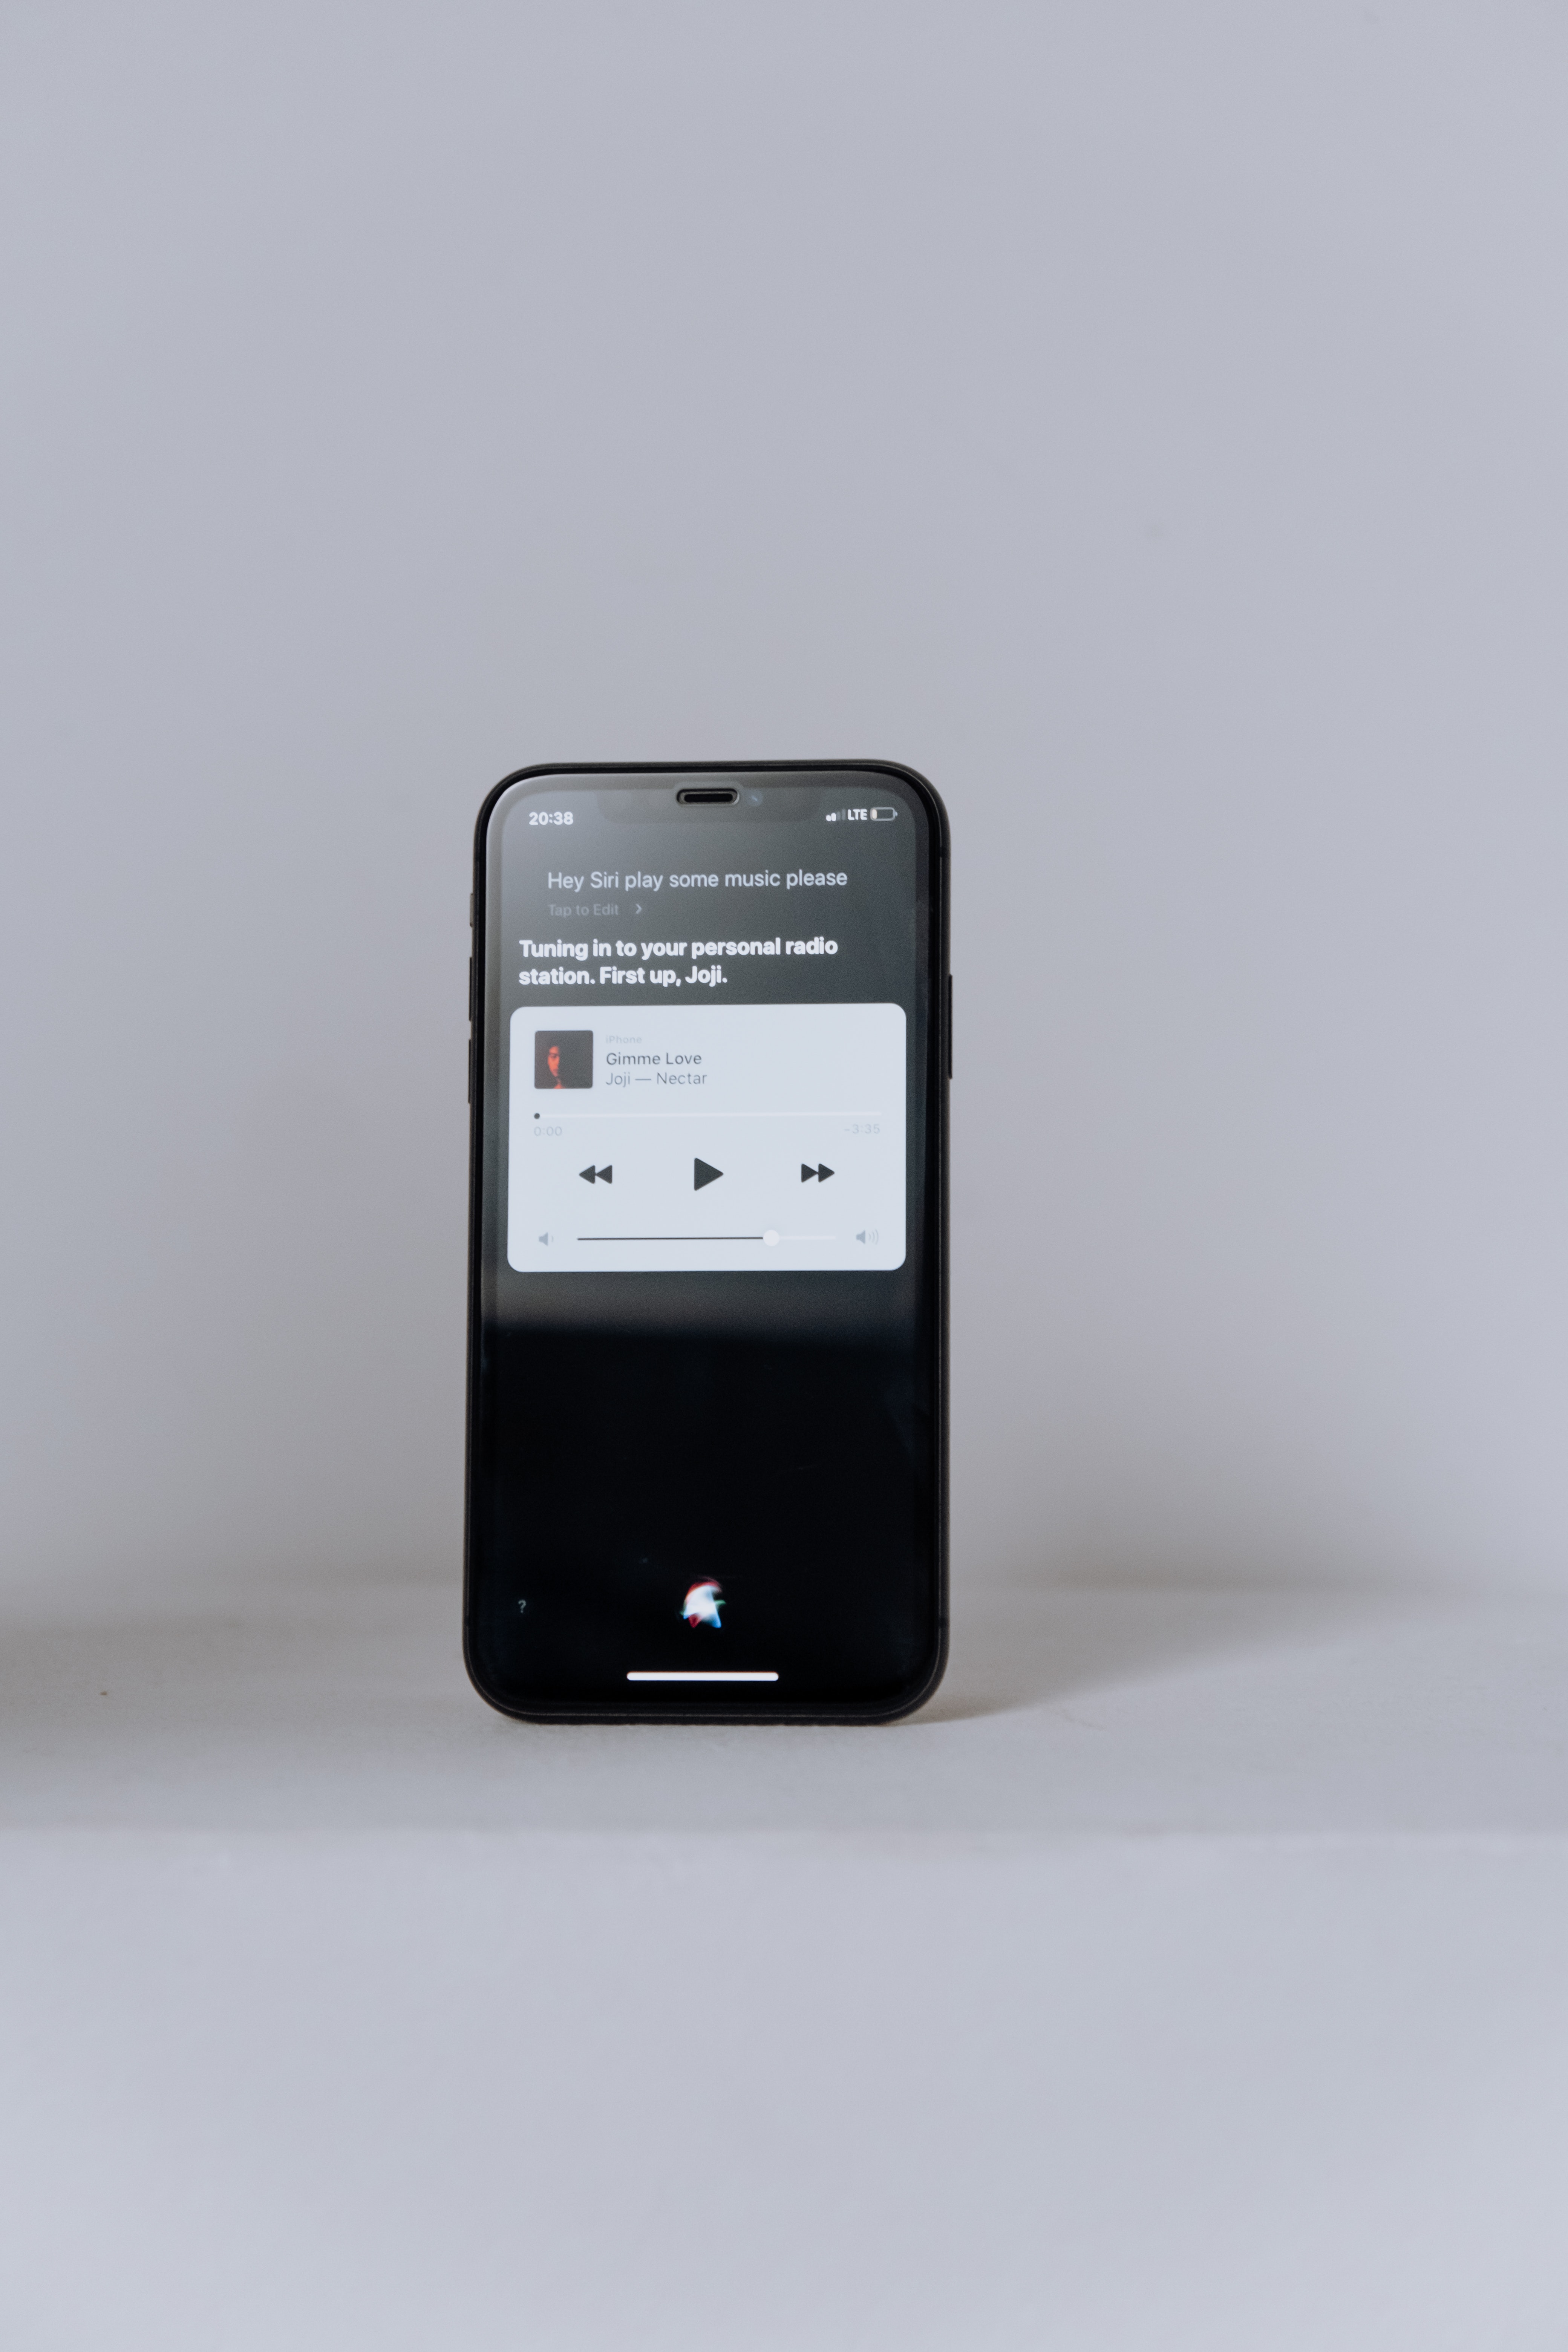 20:38 LTE
Hey Siri play some music please
Tap to Edit >
Tuning in to your personal radio
station. First up, Joji.
iPhone
Gimme Love
Joji — Nectar
0:00 -3:35
?